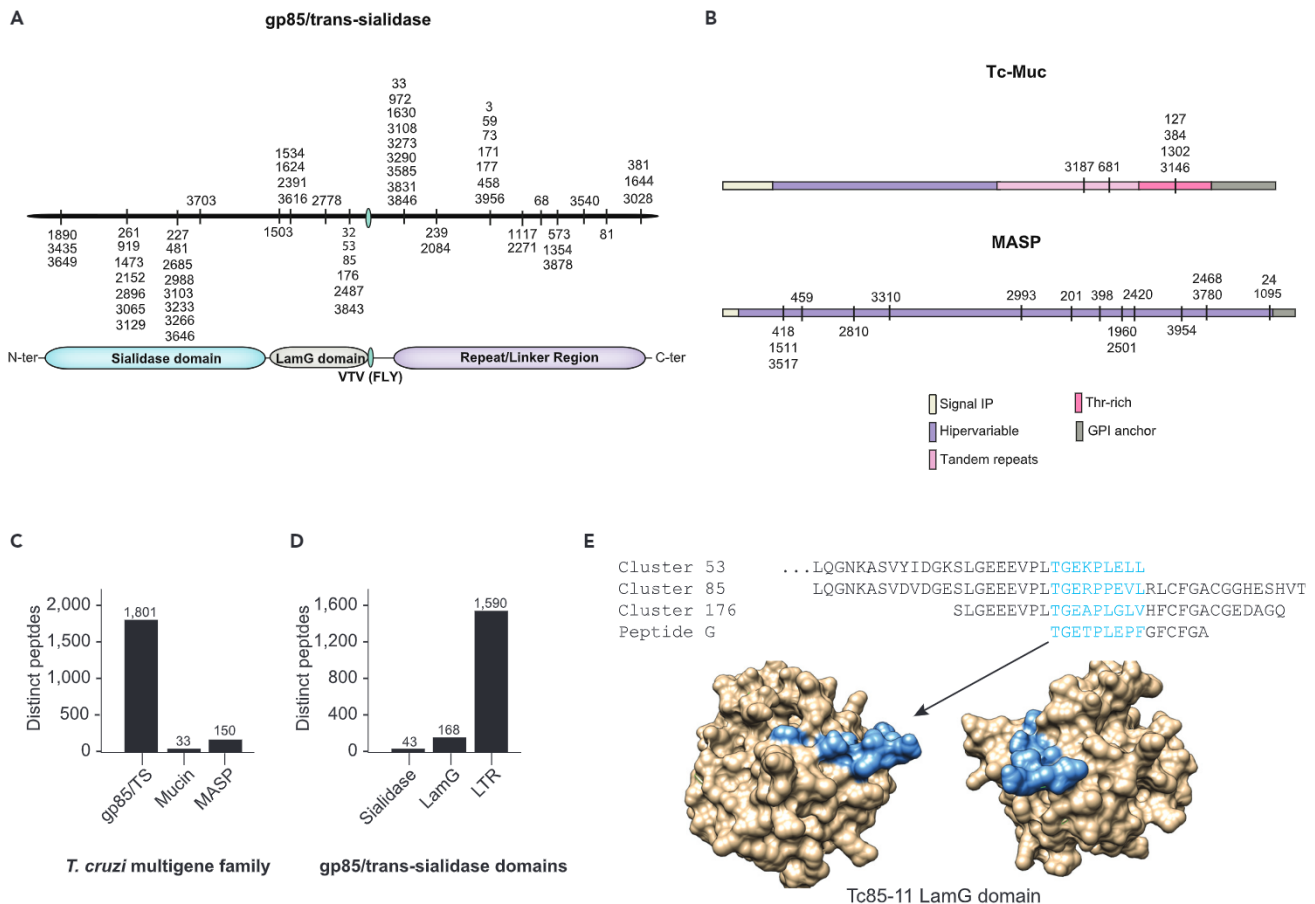 A
gp85/trans-sialidase
33
972
1630
3108
3273
3290
3585
3831
3846
3
59
73
171
177
458
3956
1534
1624
2391
3616
2778
3703
68
3540
381
1644
3028
1890
3435
3649
261
919
1473
2152
2896
3065
3129
227
481
2685
2988
3103
3233
3266
3646
1503
32
53
85
176
2487
3843
239
2084
1117
2271
573
1354
3878
81
N-ter
Sialidase domain
LamG domain
VTV (FLY)
Repeat/Linker Region
C-ter
B
Tc-Muc
3187 681
127
384
1302
3146
MASP
459
3310
2993
201
398
2420
2468
3780
24
1095
418
1511
3517
2810
1960
2501
3954
Signal IP
Hipervariable
Tandem repeats
Thr-rich
GPI anchor
C
Distinct peptdes
2,000
1,500
1,000
500
0
1,801
33
150
gp85/TS
Mucin
MASP
T. cruzi multigene family
D
Distinct peptides
1,600
1,200
800
400
0
43
168
1,590
Sialidase
LamG
LTR
gp85/trans-sialidase domains
E
Cluster 53 ...LQGNKASVYIDGKSLGEEEVPLTGEKPLELL
Cluster 85 LQGNKASVDVDGESLGEEEVPLTGERPPEVLRLCFGACGGHESHVT
Cluster 176 SLGEEEVPLTGEAPLGLVHFCFGACGEDAGQ
Peptide G TGETPLEPFGFCFGA
Tc85-11 LamG domain